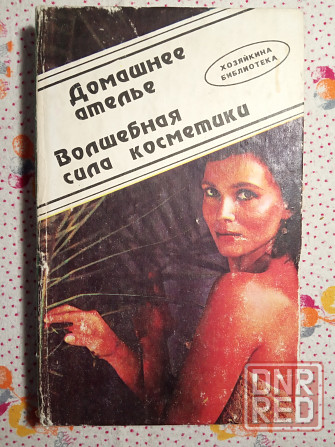 Домашнее
ателье
Волшебная
сила косметики
ХОЗЯЙКИНА
БИБЛИОТЕКА
DNR
RED